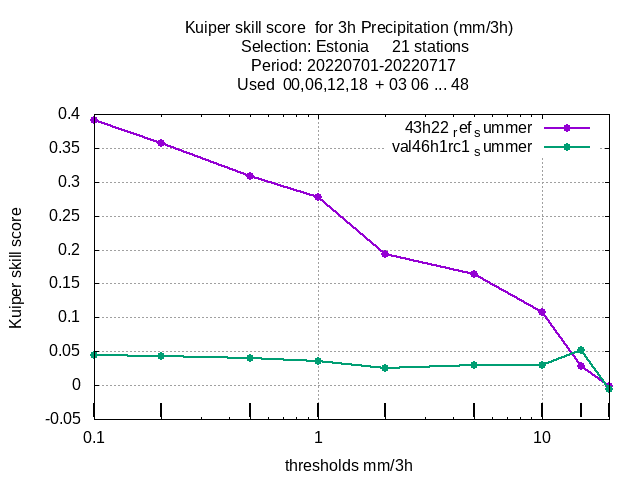 Kuiper skill score  for 3h Precipitation (mm/3h)
Selection: Estonia     21 stations
Period: 20220701-20220717
Used  00,06,12,18  + 03 06 ... 48
43h22 ref summer
val46h1rc1 summer
0.4
0.35
0.3
0.25
0.2
0.15
0.1
0.05
0
-0.05
Kuiper skill score
0.1 1 10
thresholds mm/3h